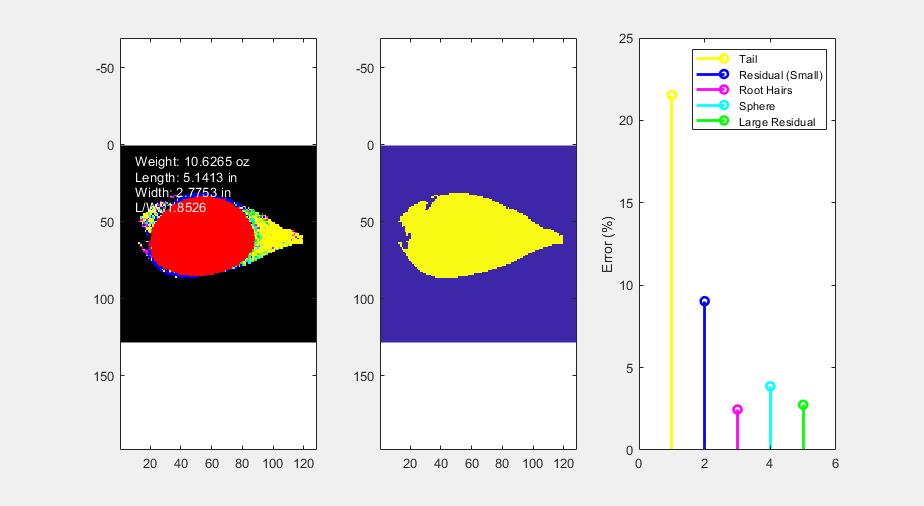 Weight: 10.6265 oz
Length: 5.1413 in
Width: 2.7753 in
L/W: 1.8526
-50
0
50
100
150
20 40 60 80 100 120
-50
0
50
100
150
20 40 60 80 100 120
Error (%)
25
20
15
10
5
0
0 2 4 6
Tail
Residual (Small)
Root Hairs
Sphere
Large Residual